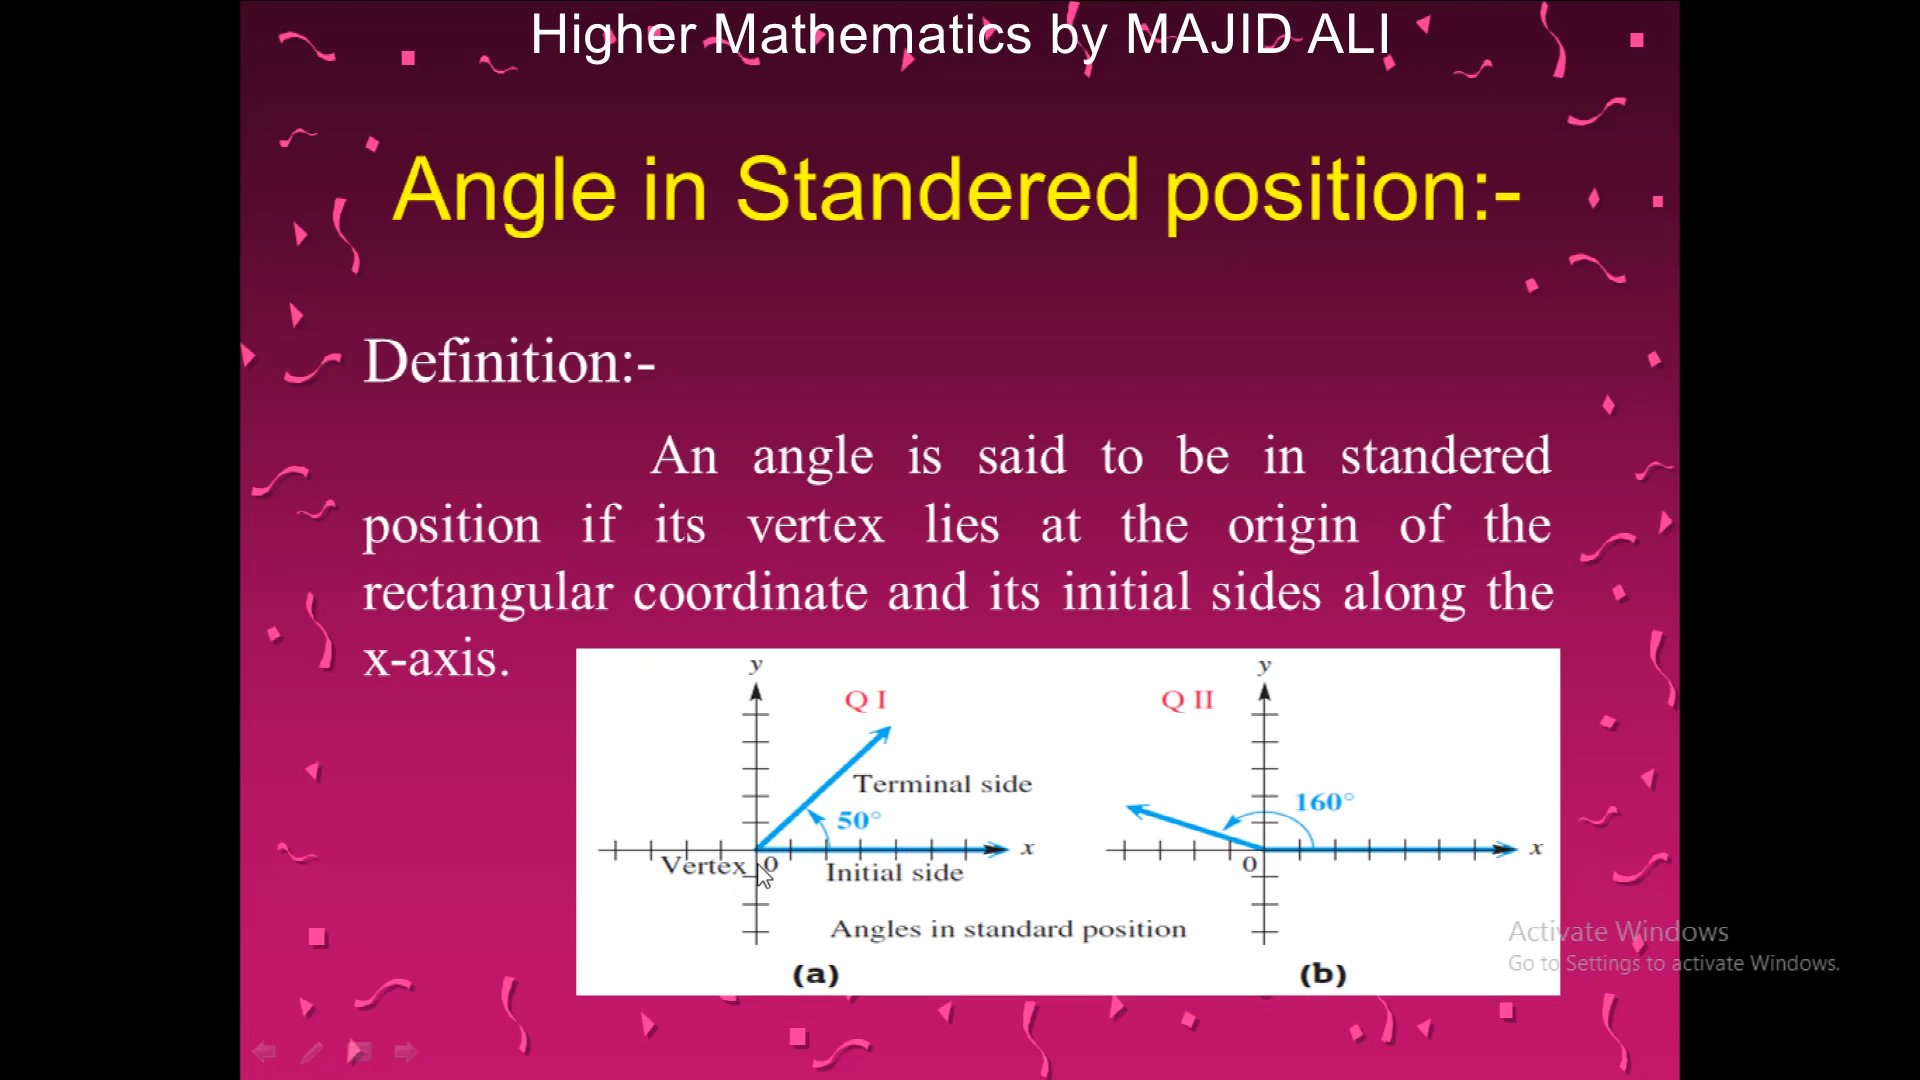 Higher Mathematics by MAJID ALI
Angle in Standered position:-
Definition:-
An angle is said to be in standered
position if its vertex lies at the origin of the
rectangular coordinate and its initial sides along the
x-axis.
y
Q I
Terminal side
50°
x
Vertex 0
Initial side
y
Q II
160°
x
0
Angles in standard position
(a)
(b)
Activate Windows
Go to Settings to activate Windows.